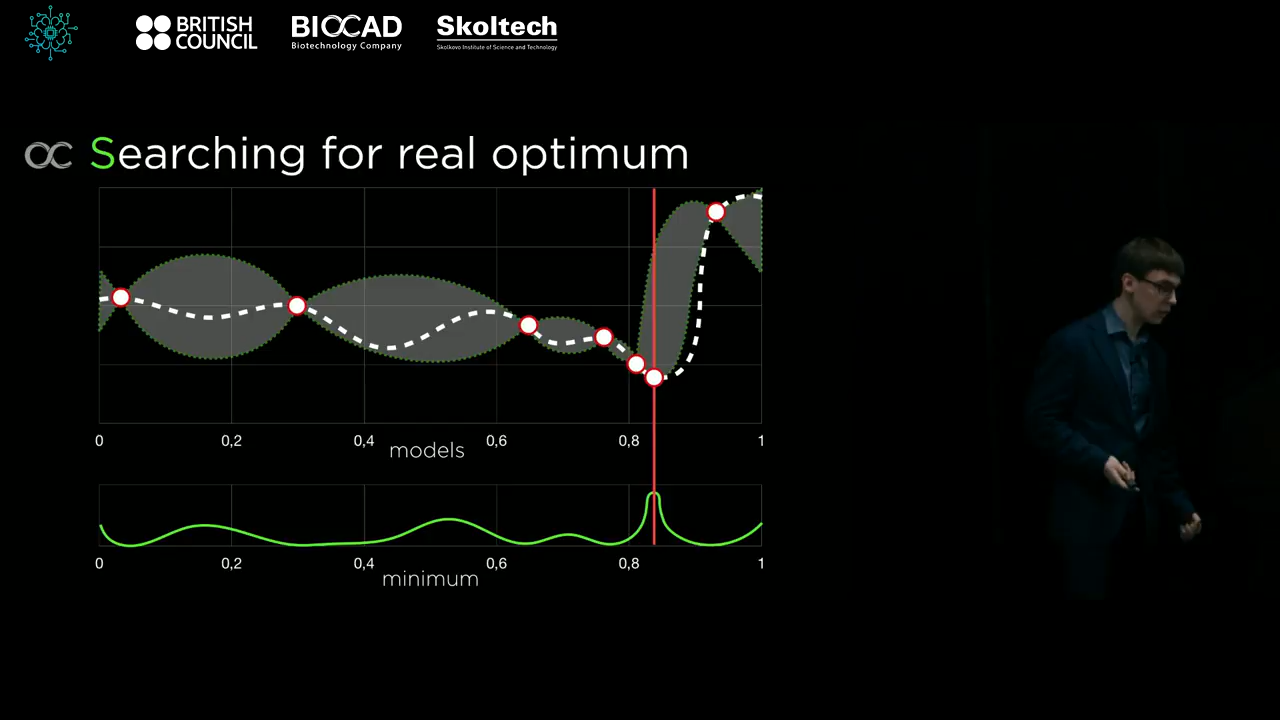 BRITISH
COUNCIL
BIOCAD
Biotechnology Company
Skoltech
Skolkovo Institute of Science and Technology
Searching for real optimum
0 0,2 0,4 0,6 0,8 1
models
0 0,2 0,4 0,6 0,8 1
minimum